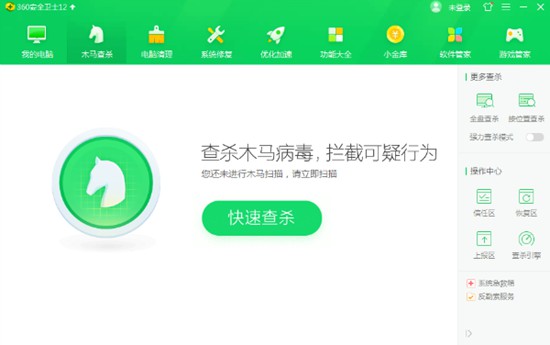 360安全卫士12
未登录
我的电脑
木马查杀
电脑清理
系统修复
优化加速
功能大全
小金库
软件管家
游戏管家
查杀木马病毒，拦截可疑行为
您还未进行木马扫描，请立即扫描
快速查杀
更多查杀
全盘查杀 按位置查杀
强力查杀模式
操作中心
信任区 恢复区
上报区 查杀引擎
系统急救箱
反勒索服务